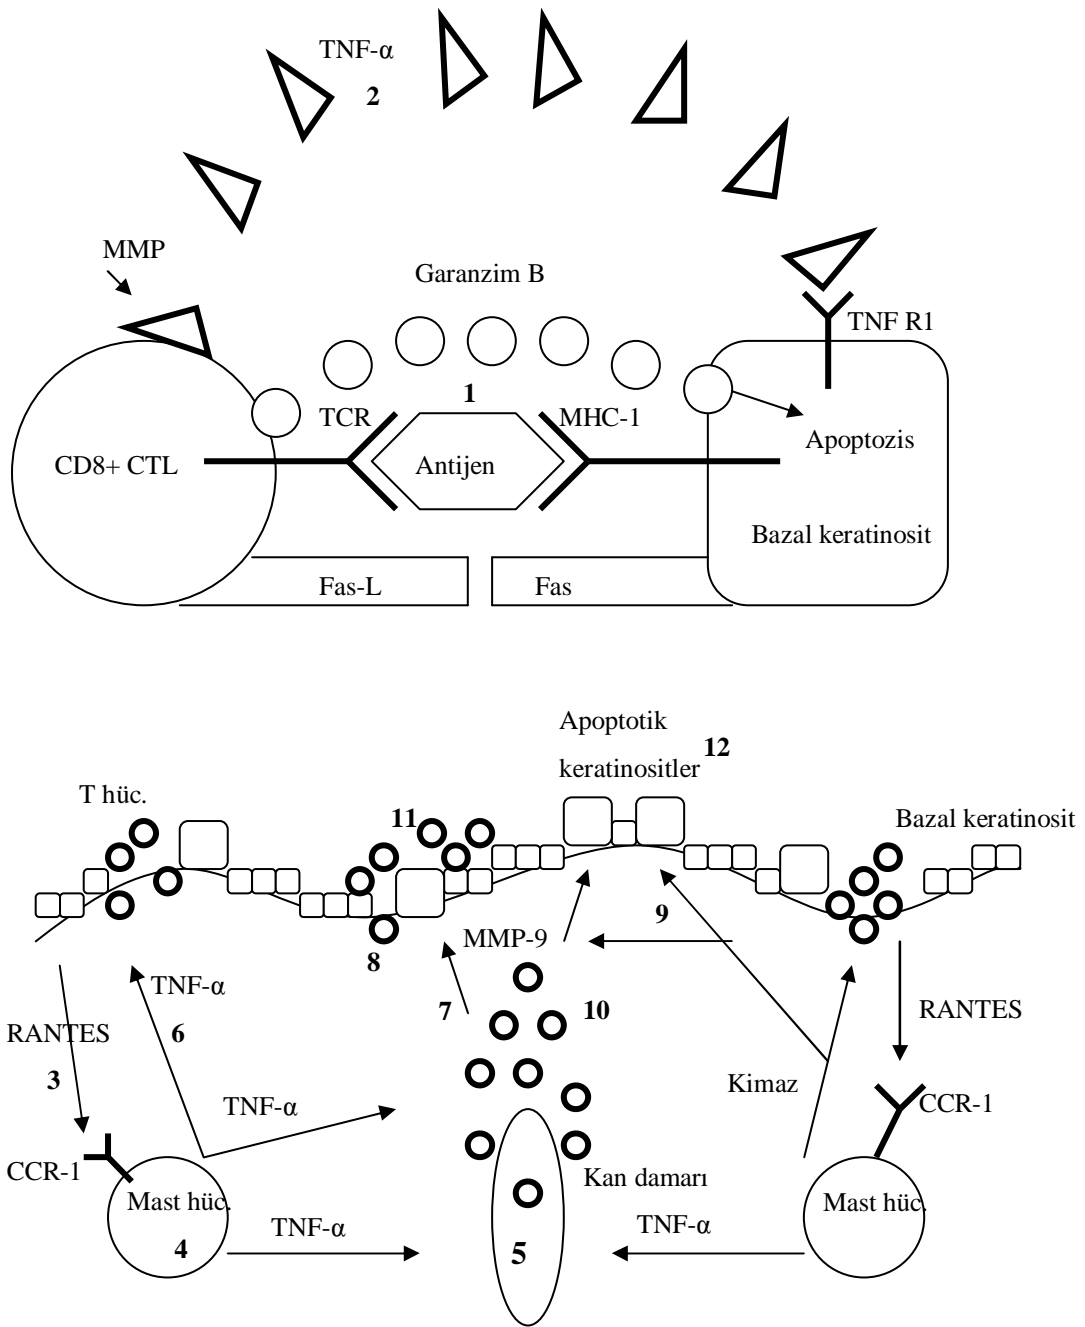 TNF-α
2
MMP
Garanzim B
TNF R1
1
TCR
MHC-1
Apoptozis
CD8+ CTL
Antijen
Bazal keratinosit
Fas-L
Fas
Apoptotik
keratinositler
12
T hüc.
11
Bazal keratinosit
9
8
MMP-9
TNF-α
7
10
RANTES
6
RANTES
3
Kimaz
TNF-α
CCR-1
CCR-1
Kan damarı
Mast hüc.
Mast hüc.
TNF-α
TNF-α
4
5